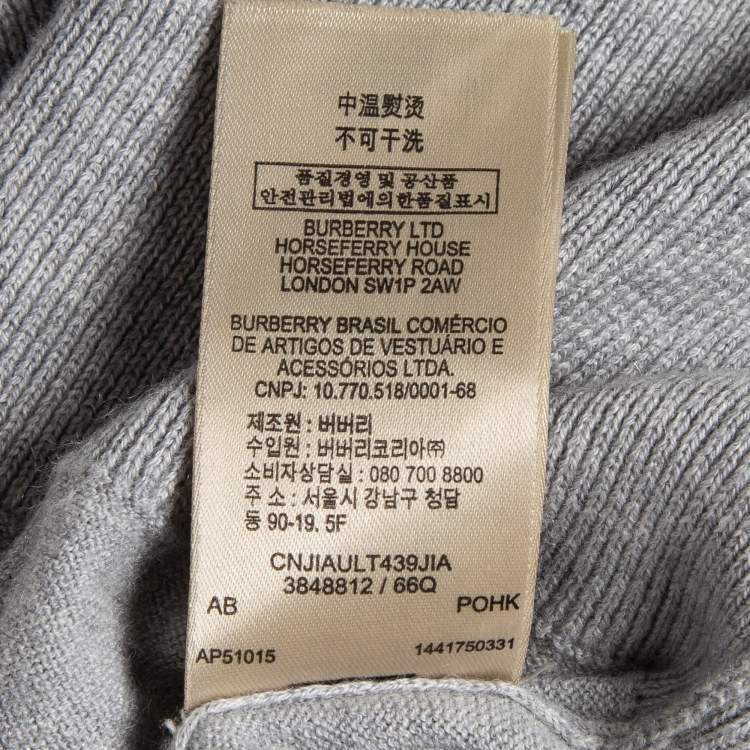 中温熨烫
不可干洗
품질경영 및 공산품
안전관리법에의한품질표시
BURBERRY LTD
HORSEFERRY HOUSE
HORSEFERRY ROAD
LONDON SW1P 2AW
BURBERRY BRASIL COMÉRCIO
DE ARTIGOS DE VESTUÁRIO E
ACESSÓRIOS LTDA.
CNPJ: 10.770.518/0001-68
제조원 : 버버리
수입원 : 버버리코리아㈜
소비자상담실 : 080 700 8800
주 소 : 서울시 강남구 청담
동 90-19. 5F
CNJIAULT439JIA
3848812 / 66Q
AB POHK
AP51015 1441750331